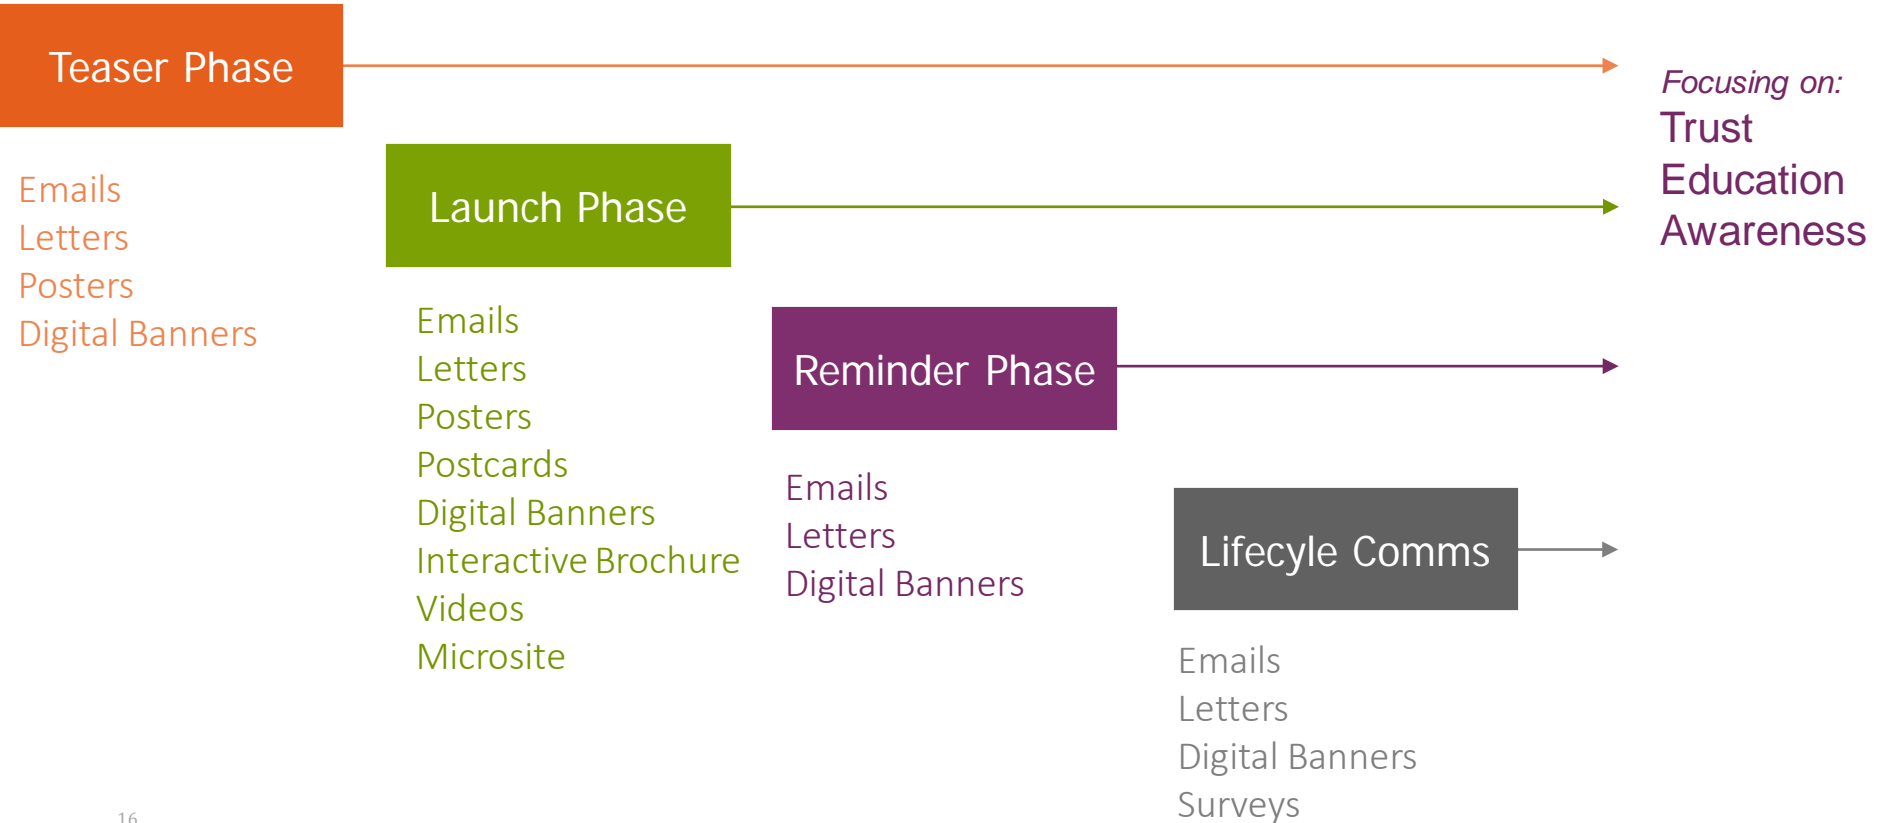 Teaser Phase
Emails
Letters
Posters
Digital Banners
Launch Phase
Emails
Letters
Posters
Postcards
Digital Banners
Interactive Brochure
Videos
Microsite
Reminder Phase
Emails
Letters
Digital Banners
Lifecyle Comms
Emails
Letters
Digital Banners
Surveys
Focusing on:
Trust
Education
Awareness
16